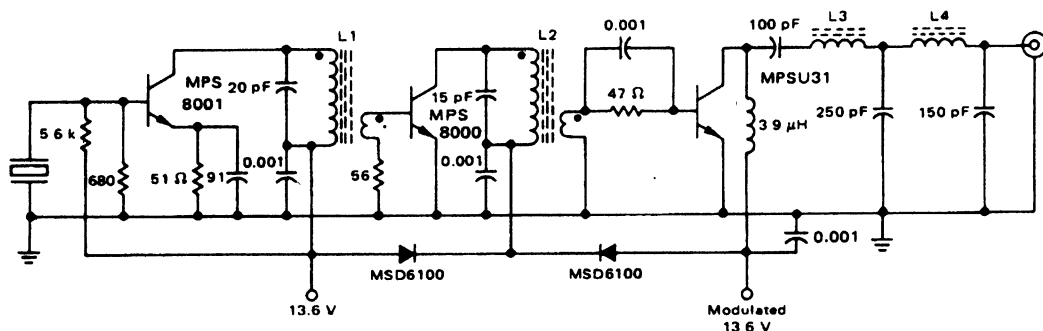 L1
L2
L3
L4
100 pF
0.001
MPSU31
MPS
8001
20 pF
15 pF
MPS
8000
47 Ω
3 9 μH
250 pF
150 pF
5 6 k
680
51 Ω
91
0.001
56
0.001
0.001
MSD6100
MSD6100
13.6 V
Modulated
13.6 V